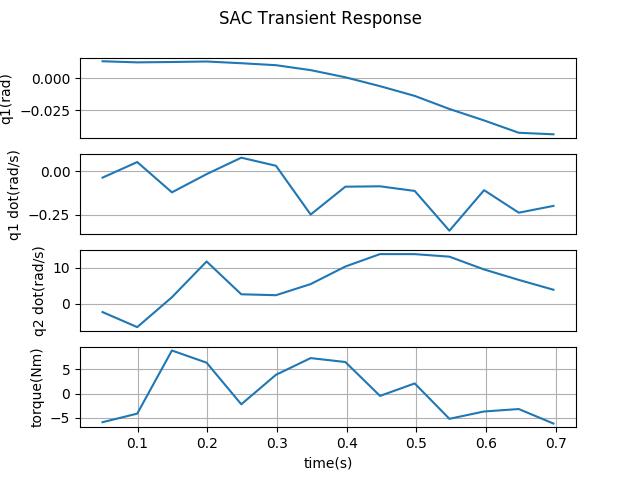 SAC Transient Response
q1(rad)
0.000
−0.025
q1 dot(rad/s)
0.00
−0.25
q2 dot(rad/s)
10
0
torque(Nm)
5
0
−5
0.1 0.2 0.3 0.4 0.5 0.6 0.7
time(s)